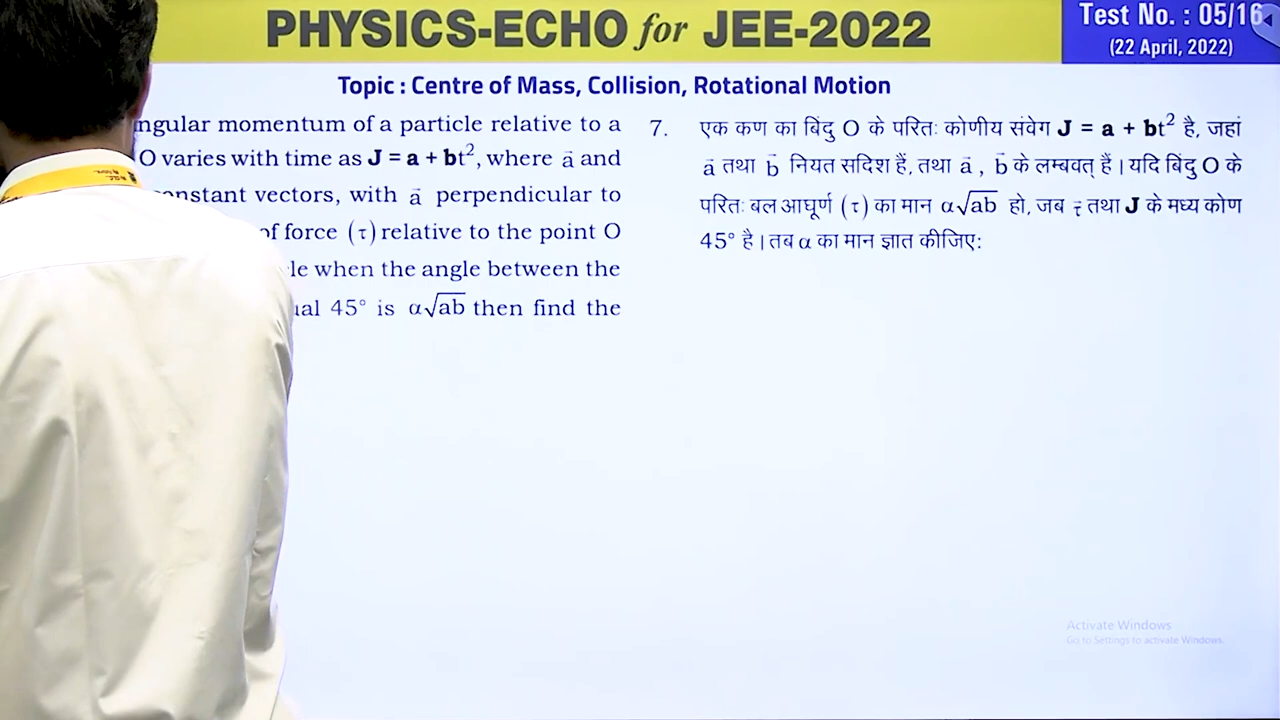 PHYSICS-ECHO for JEE-2022
Test No. : 05/16
(22 April, 2022)
Topic : Centre of Mass, Collision, Rotational Motion
momentum of a particle relative to a
O varies with time as J = a + bt², where a⃗ and
vectors, with a⃗ perpendicular to
of force (τ) relative to the point O
when the angle between the
45° is α√ab then find the
7. एक कण का बिंदु O के परितः कोणीय संवेग J = a + bt² है, जहां
a⃗ तथा b⃗ नियत सदिश हैं, तथा a⃗ , b⃗ के लम्बवत् हैं। यदि बिंदु O के
परितः बल आघूर्ण (τ) का मान α√ab हो, जब τ⃗ तथा J के मध्य कोण
45° है। तब α का मान ज्ञात कीजिए:
Activate Windows
Go to Settings to activate Windows.